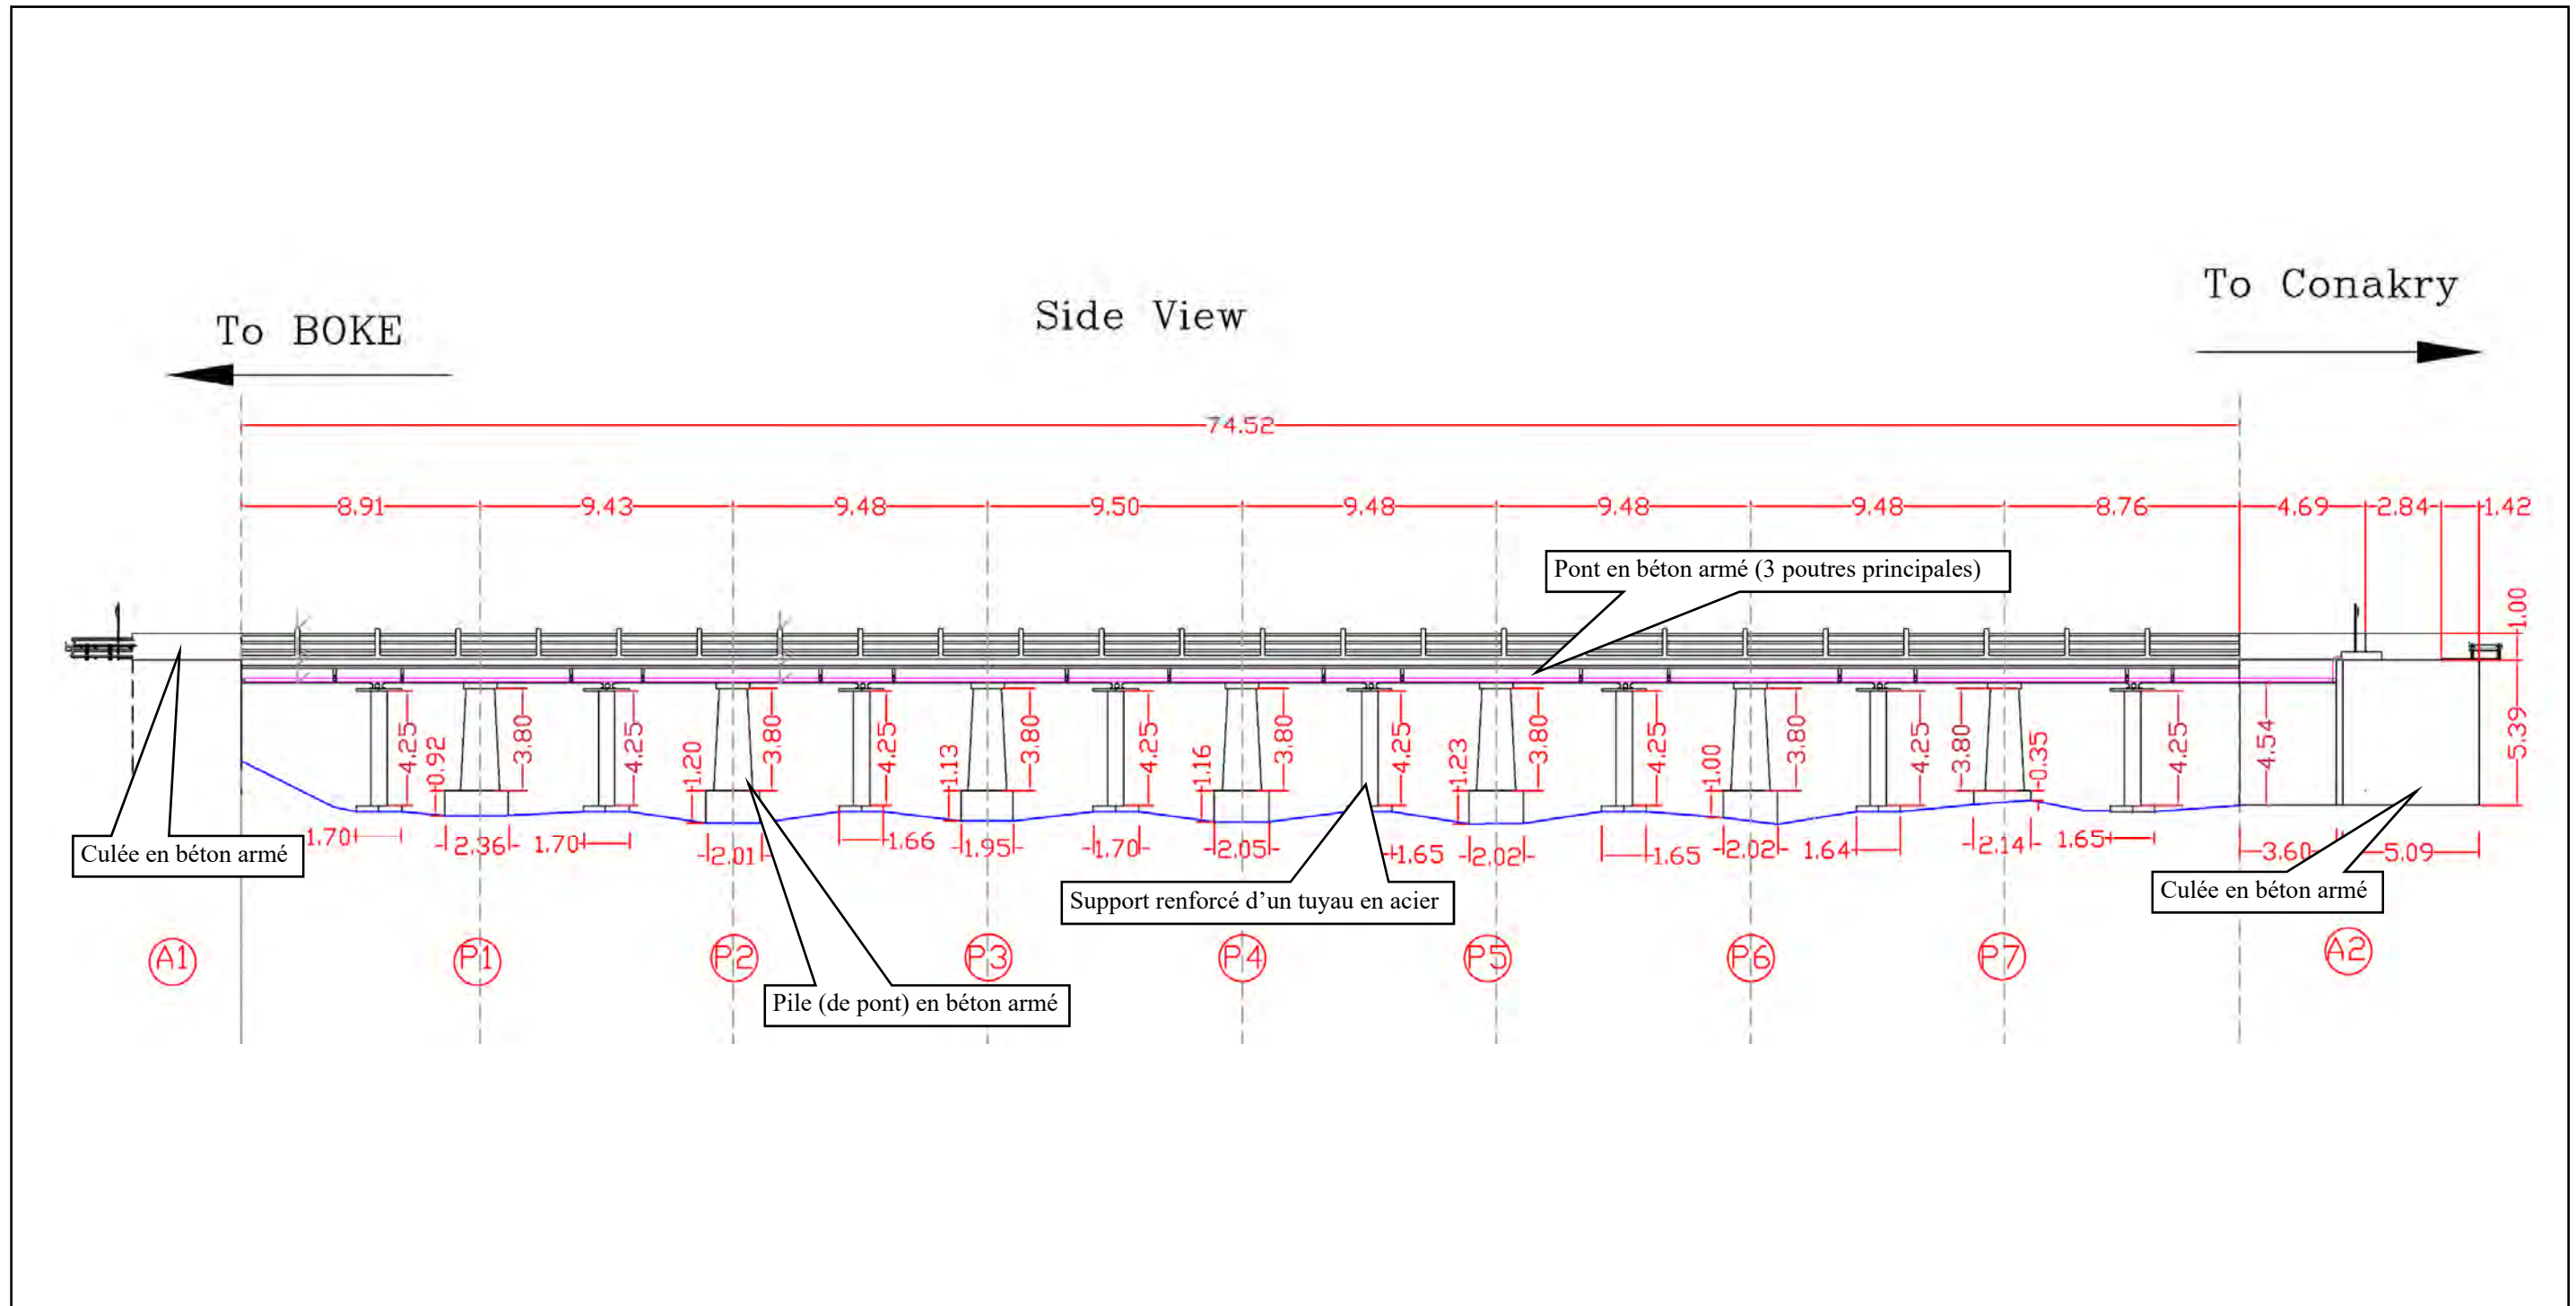 To BOKE
Side View
To Conakry
74.52
8.91 9.43 9.48 9.50 9.48 9.48 9.48 8.76 4.69 2.84 1.42
Pont en béton armé (3 poutres principales)
1.00
4.25 0.92 3.80 4.25 1.20 3.80 4.25 1.13 3.80 4.25 1.16 3.80 4.25 1.23 3.80 4.25 1.00 3.80 4.25 3.80 0.35 4.25 4.54 5.39
1.70 2.36 1.70 2.01 1.66 1.95 1.70 2.05 1.65 2.02 1.65 2.02 1.64 2.14 1.65 3.60 5.09
Culée en béton armé
Support renforcé d’un tuyau en acier
Culée en béton armé
A1 P1 P2 P3 P4 P5 P6 P7 A2
Pile (de pont) en béton armé